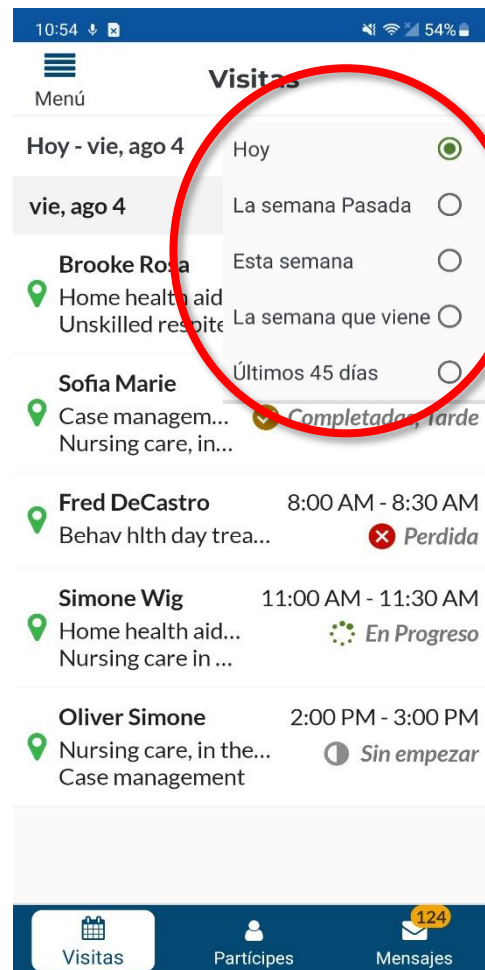 10:54 54%
Menú
Visitas
Hoy - vie, ago 4
Hoy
vie, ago 4
La semana Pasada
Esta semana
La semana que viene
Últimos 45 días
Brooke Rosa
Home health aid
Unskilled respite
Sofia Marie
Case managem... Completadas, Tarde
Nursing care, in...
Fred DeCastro 8:00 AM - 8:30 AM
Behav hlth day trea... Perdida
Simone Wig 11:00 AM - 11:30 AM
Home health aid... En Progreso
Nursing care in ...
Oliver Simone 2:00 PM - 3:00 PM
Nursing care, in the... Sin empezar
Case management
124
Visitas Partícipes Mensajes